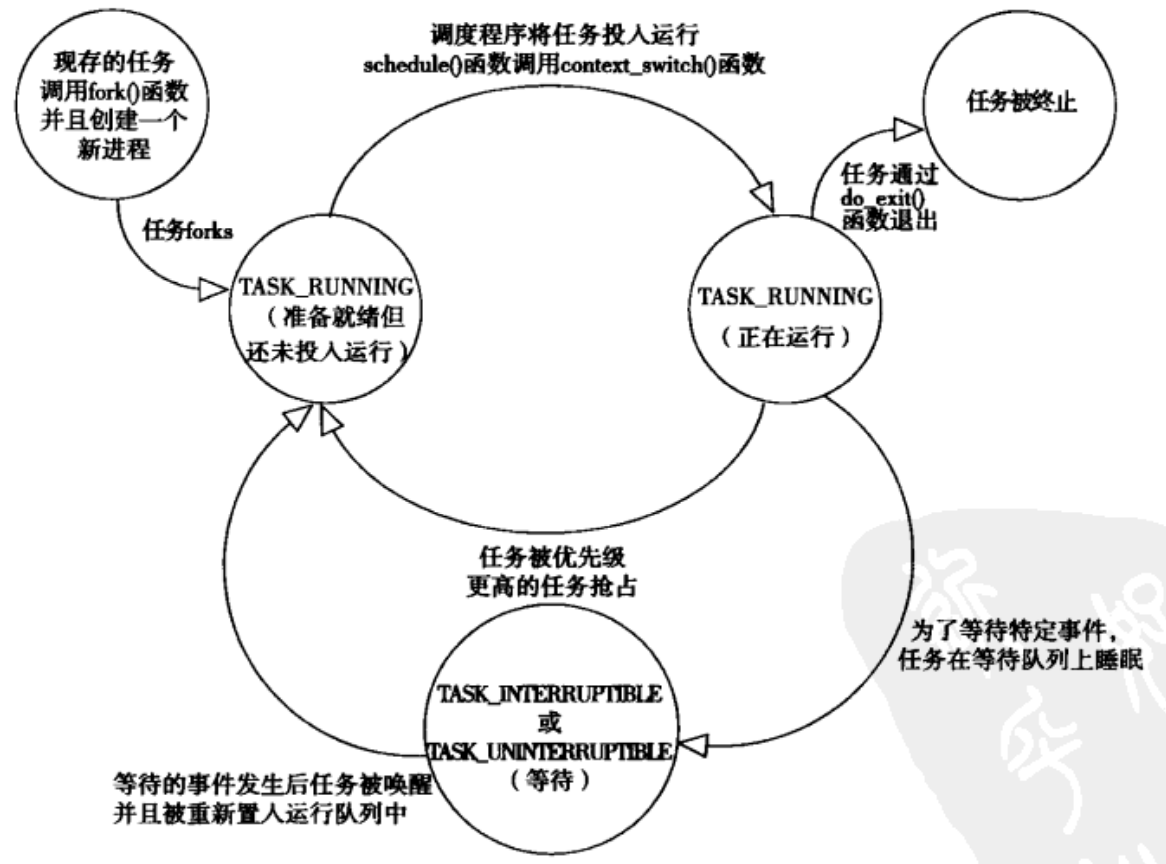 现存的任务
调用fork()函数
并且创建一个
新进程
调度程序将任务投入运行
schedule()函数调用context_switch()函数
任务被终止
任务通过
do_exit()
函数退出
任务forks
TASK_RUNNING
（准备就绪但
还未投入运行）
TASK_RUNNING
（正在运行）
任务被优先级
更高的任务抢占
为了等待特定事件，
任务在等待队列上睡眠
TASK_INTERRUPTIBLE
或
TASK_UNINTERRUPTIBLE
（等待）
等待的事件发生后任务被唤醒
并且被重新置入运行队列中